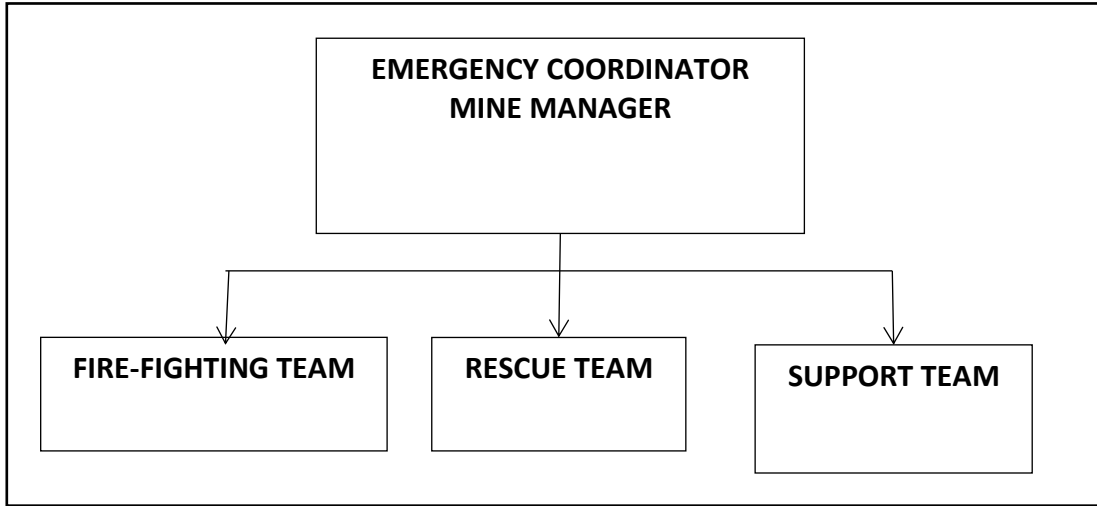 EMERGENCY COORDINATOR
MINE MANAGER
FIRE-FIGHTING TEAM
RESCUE TEAM
SUPPORT TEAM